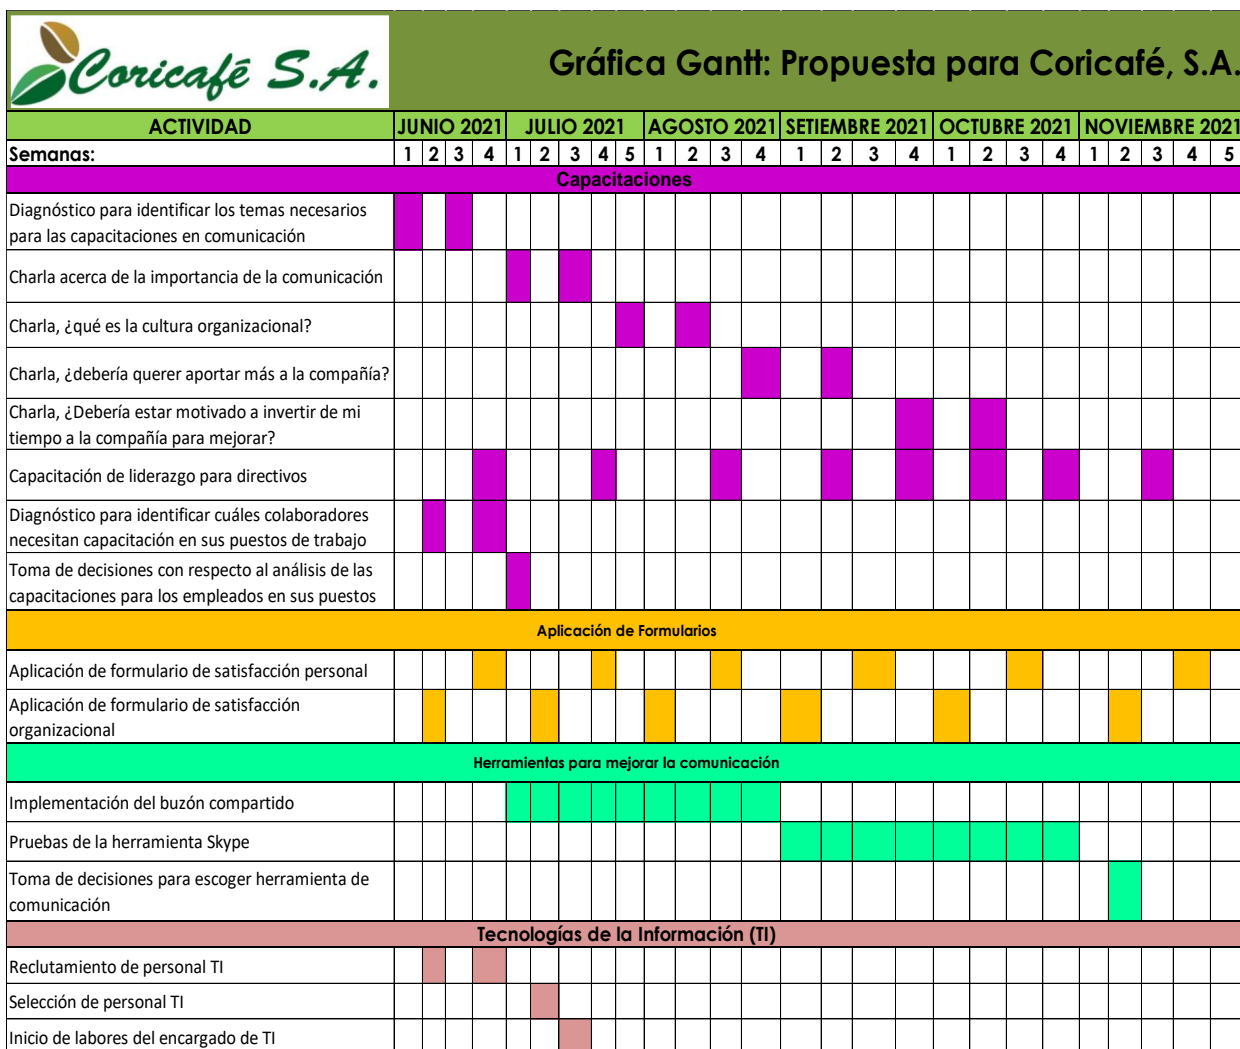 Coricafé S.A.
Gráfica Gantt: Propuesta para Coricafé, S.A.
ACTIVIDAD JUNIO 2021 JULIO 2021 AGOSTO 2021 SETIEMBRE 2021 OCTUBRE 2021 NOVIEMBRE 2021
Semanas: 1 2 3 4 1 2 3 4 5 1 2 3 4 1 2 3 4 1 2 3 4 1 2 3 4 5
Capacitaciones
Diagnóstico para identificar los temas necesarios
para las capacitaciones en comunicación
Charla acerca de la importancia de la comunicación
Charla, ¿qué es la cultura organizacional?
Charla, ¿debería querer aportar más a la compañía?
Charla, ¿Debería estar motivado a invertir de mi
tiempo a la compañía para mejorar?
Capacitación de liderazgo para directivos
Diagnóstico para identificar cuáles colaboradores
necesitan capacitación en sus puestos de trabajo
Toma de decisiones con respecto al análisis de las
capacitaciones para los empleados en sus puestos
Aplicación de Formularios
Aplicación de formulario de satisfacción personal
Aplicación de formulario de satisfacción
organizacional
Herramientas para mejorar la comunicación
Implementación del buzón compartido
Pruebas de la herramienta Skype
Toma de decisiones para escoger herramienta de
comunicación
Tecnologías de la Información (TI)
Reclutamiento de personal TI
Selección de personal TI
Inicio de labores del encargado de TI